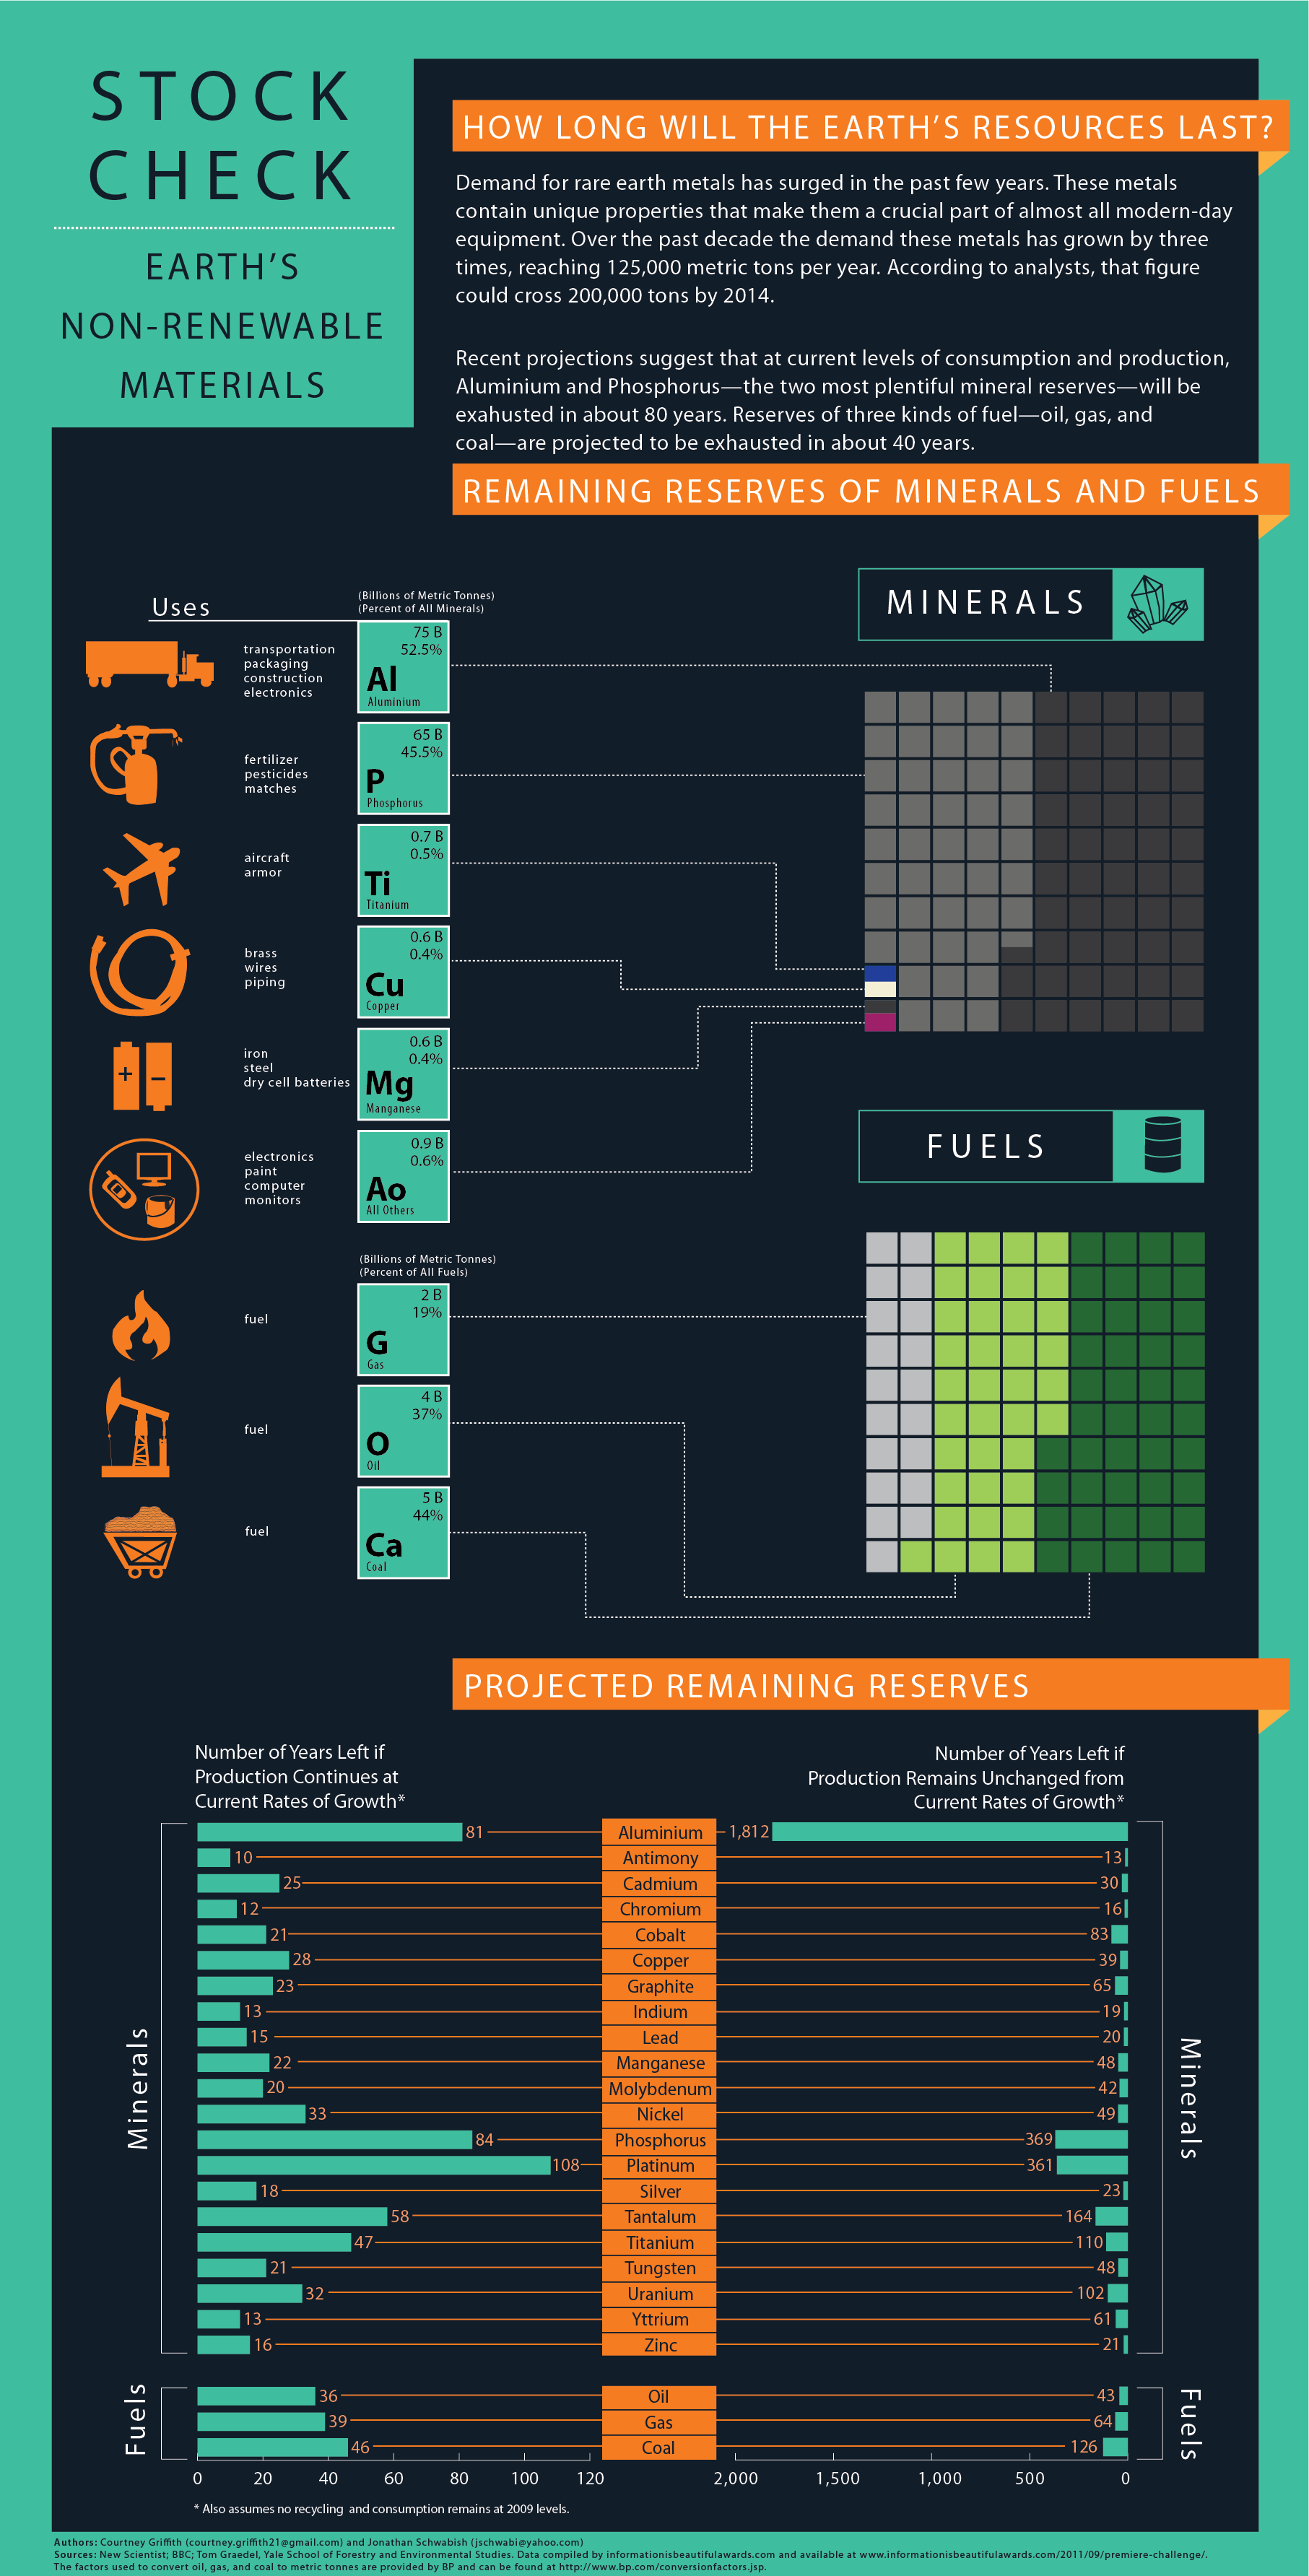 STOCK
CHECK
EARTH'S
NON-RENEWABLE
MATERIALS
HOW LONG WILL THE EARTH'S RESOURCES LAST?
Demand for rare earth metals has surged in the past few years. These metals
contain unique properties that make them a crucial part of almost all modern-day
equipment. Over the past decade the demand these metals has grown by three
times, reaching 125,000 metric tons per year. According to analysts, that figure
could cross 200,000 tons by 2014.
Recent projections suggest that at current levels of consumption and production,
Aluminium and Phosphorus—the two most plentiful mineral reserves—will be
exahusted in about 80 years. Reserves of three kinds of fuel—oil, gas, and
coal—are projected to be exhausted in about 40 years.
REMAINING RESERVES OF MINERALS AND FUELS
MINERALS
Uses
(Billions of Metric Tonnes)
(Percent of All Minerals)
transportation
packaging
construction
electronics
75 B
52.5%
Al
Aluminium
fertilizer
pesticides
matches
65 B
45.5%
P
Phosphorus
aircraft
armor
0.7 B
0.5%
Ti
Titanium
brass
wires
piping
0.6 B
0.4%
Cu
Copper
iron
steel
dry cell batteries
0.6 B
0.4%
Mg
Manganese
electronics
paint
computer
monitors
0.9 B
0.6%
Ao
All Others
FUELS
(Billions of Metric Tonnes)
(Percent of All Fuels)
fuel
2 B
19%
G
Gas
fuel
4 B
37%
O
Oil
fuel
5 B
44%
Ca
Coal
PROJECTED REMAINING RESERVES
Number of Years Left if
Production Continues at
Current Rates of Growth*
Number of Years Left if
Production Remains Unchanged from
Current Rates of Growth*
Minerals
81 Aluminium 1,812
10 Antimony 13
25 Cadmium 30
12 Chromium 16
21 Cobalt 83
28 Copper 39
23 Graphite 65
13 Indium 19
15 Lead 20
22 Manganese 48
20 Molybdenum 42
33 Nickel 49
84 Phosphorus 369
108 Platinum 361
18 Silver 23
58 Tantalum 164
47 Titanium 110
21 Tungsten 48
32 Uranium 102
13 Yttrium 61
16 Zinc 21
Minerals
Fuels
36 Oil 43
39 Gas 64
46 Coal 126
Fuels
0 20 40 60 80 100 120 2,000 1,500 1,000 500 0
* Also assumes no recycling and consumption remains at 2009 levels.
Authors: Courtney Griffith (courtney.griffith21@gmail.com) and Jonathan Schwabish (jschwabi@yahoo.com)
Sources: New Scientist; BBC; Tom Graedel, Yale School of Forestry and Environmental Studies. Data compiled by informationisbeautifulawards.com and available at www.informationisbeautifulawards.com/2011/09/premiere-challenge/.
The factors used to convert oil, gas, and coal to metric tonnes are provided by BP and can be found at http://www.bp.com/conversionfactors.jsp.